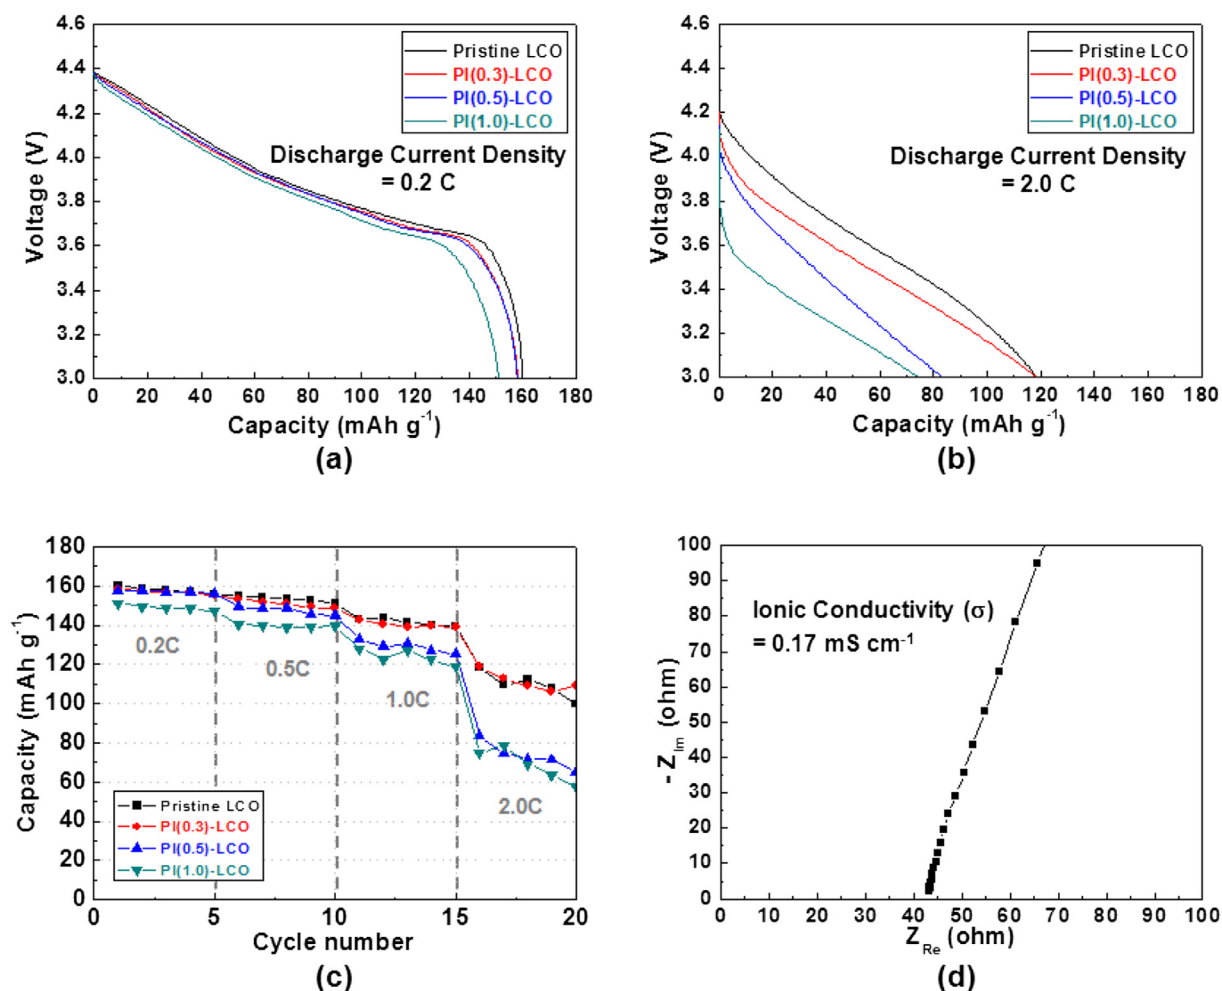 4.6
4.4
4.2
4.0
3.8
3.6
3.4
3.2
3.0
Voltage (V)
Pristine LCO
PI(0.3)-LCO
PI(0.5)-LCO
PI(1.0)-LCO
Discharge Current Density
= 0.2 C
0 20 40 60 80 100 120 140 160 180
Capacity (mAh g⁻¹)
(a)
4.6
4.4
4.2
4.0
3.8
3.6
3.4
3.2
3.0
Voltage (V)
Pristine LCO
PI(0.3)-LCO
PI(0.5)-LCO
PI(1.0)-LCO
Discharge Current Density
= 2.0 C
0 20 40 60 80 100 120 140 160 180
Capacity (mAh g⁻¹)
(b)
180
160
140
120
100
80
60
40
20
0
Capacity (mAh g⁻¹)
0.2C
0.5C
1.0C
2.0C
Pristine LCO
PI(0.3)-LCO
PI(0.5)-LCO
PI(1.0)-LCO
0 5 10 15 20
Cycle number
(c)
100
90
80
70
60
50
40
30
20
10
0
- Z_Im (ohm)
Ionic Conductivity (σ)
= 0.17 mS cm⁻¹
0 10 20 30 40 50 60 70 80 90 100
Z_Re (ohm)
(d)